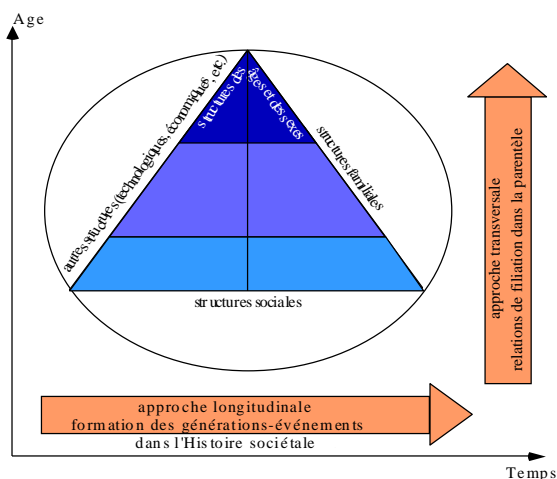 Age
structures des
âges et des sexes
autres structures (technologiques, économiques, etc.)
structures familiales
structures sociales
approche transversale
relations de filiation dans la parentèle
approche longitudinale
formation des générations-événements
dans l'Histoire sociétale
Temps